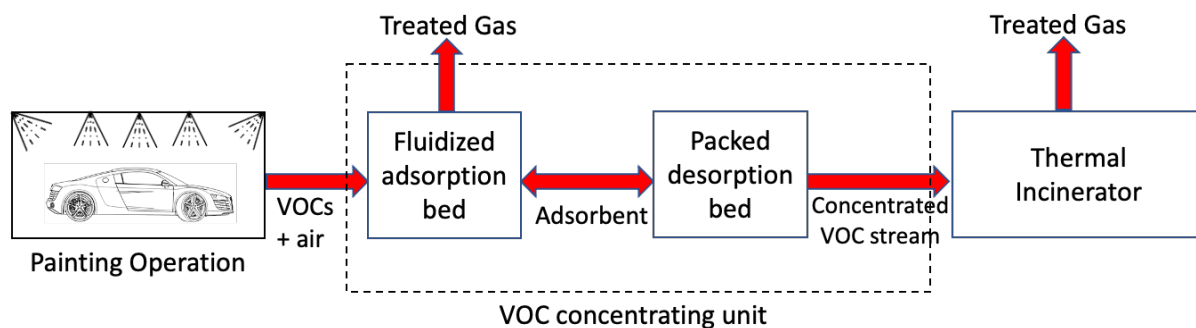 Treated Gas
Treated Gas
Fluidized
adsorption
bed
Packed
desorption
bed
Thermal
Incinerator
VOCs
+ air
Adsorbent
Concentrated
VOC stream
Painting Operation
VOC concentrating unit